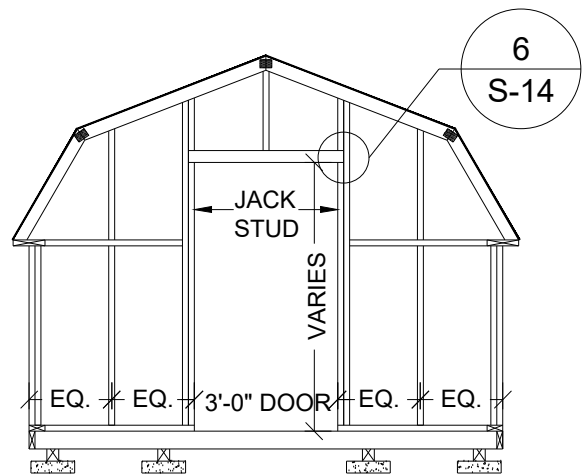 6
S-14
JACK
STUD
VARIES
EQ.
EQ.
3'-0" DOOR
EQ.
EQ.